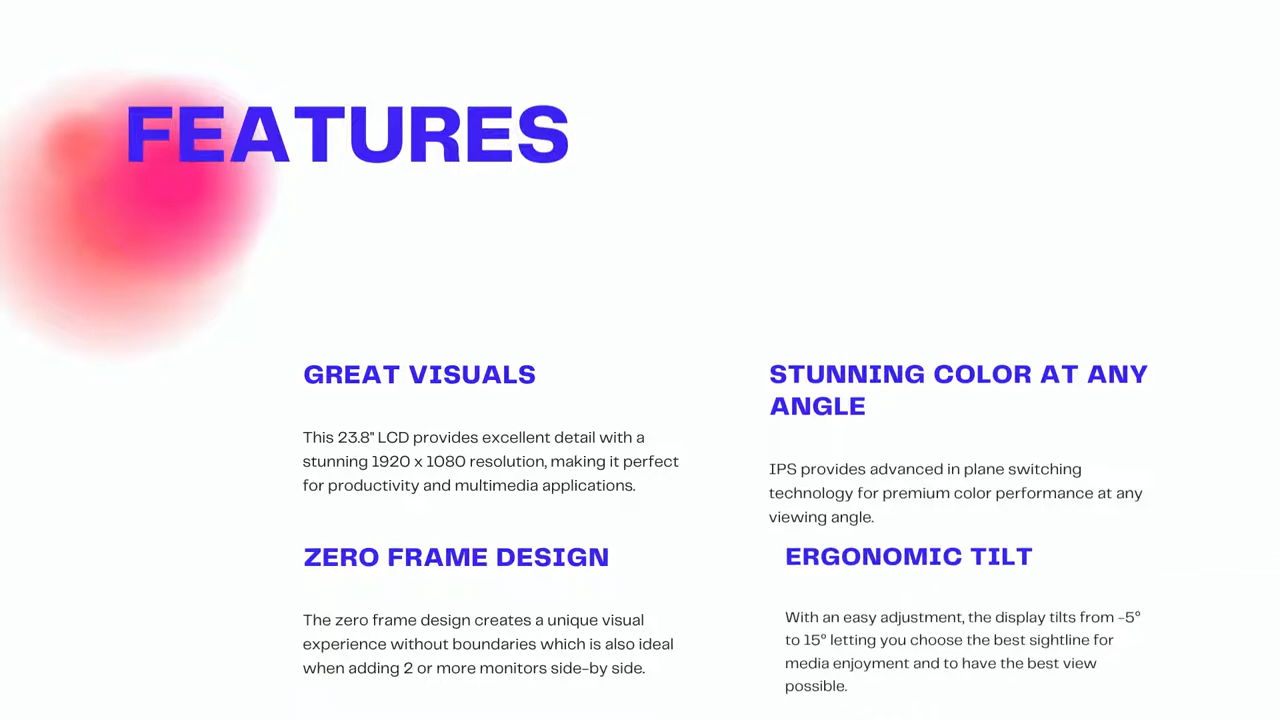 FEATURES
GREAT VISUALS
This 23.8" LCD provides excellent detail with a
stunning 1920 x 1080 resolution, making it perfect
for productivity and multimedia applications.
STUNNING COLOR AT ANY
ANGLE
IPS provides advanced in plane switching
technology for premium color performance at any
viewing angle.
ZERO FRAME DESIGN
The zero frame design creates a unique visual
experience without boundaries which is also ideal
when adding 2 or more monitors side-by side.
ERGONOMIC TILT
With an easy adjustment, the display tilts from -5°
to 15° letting you choose the best sightline for
media enjoyment and to have the best view
possible.